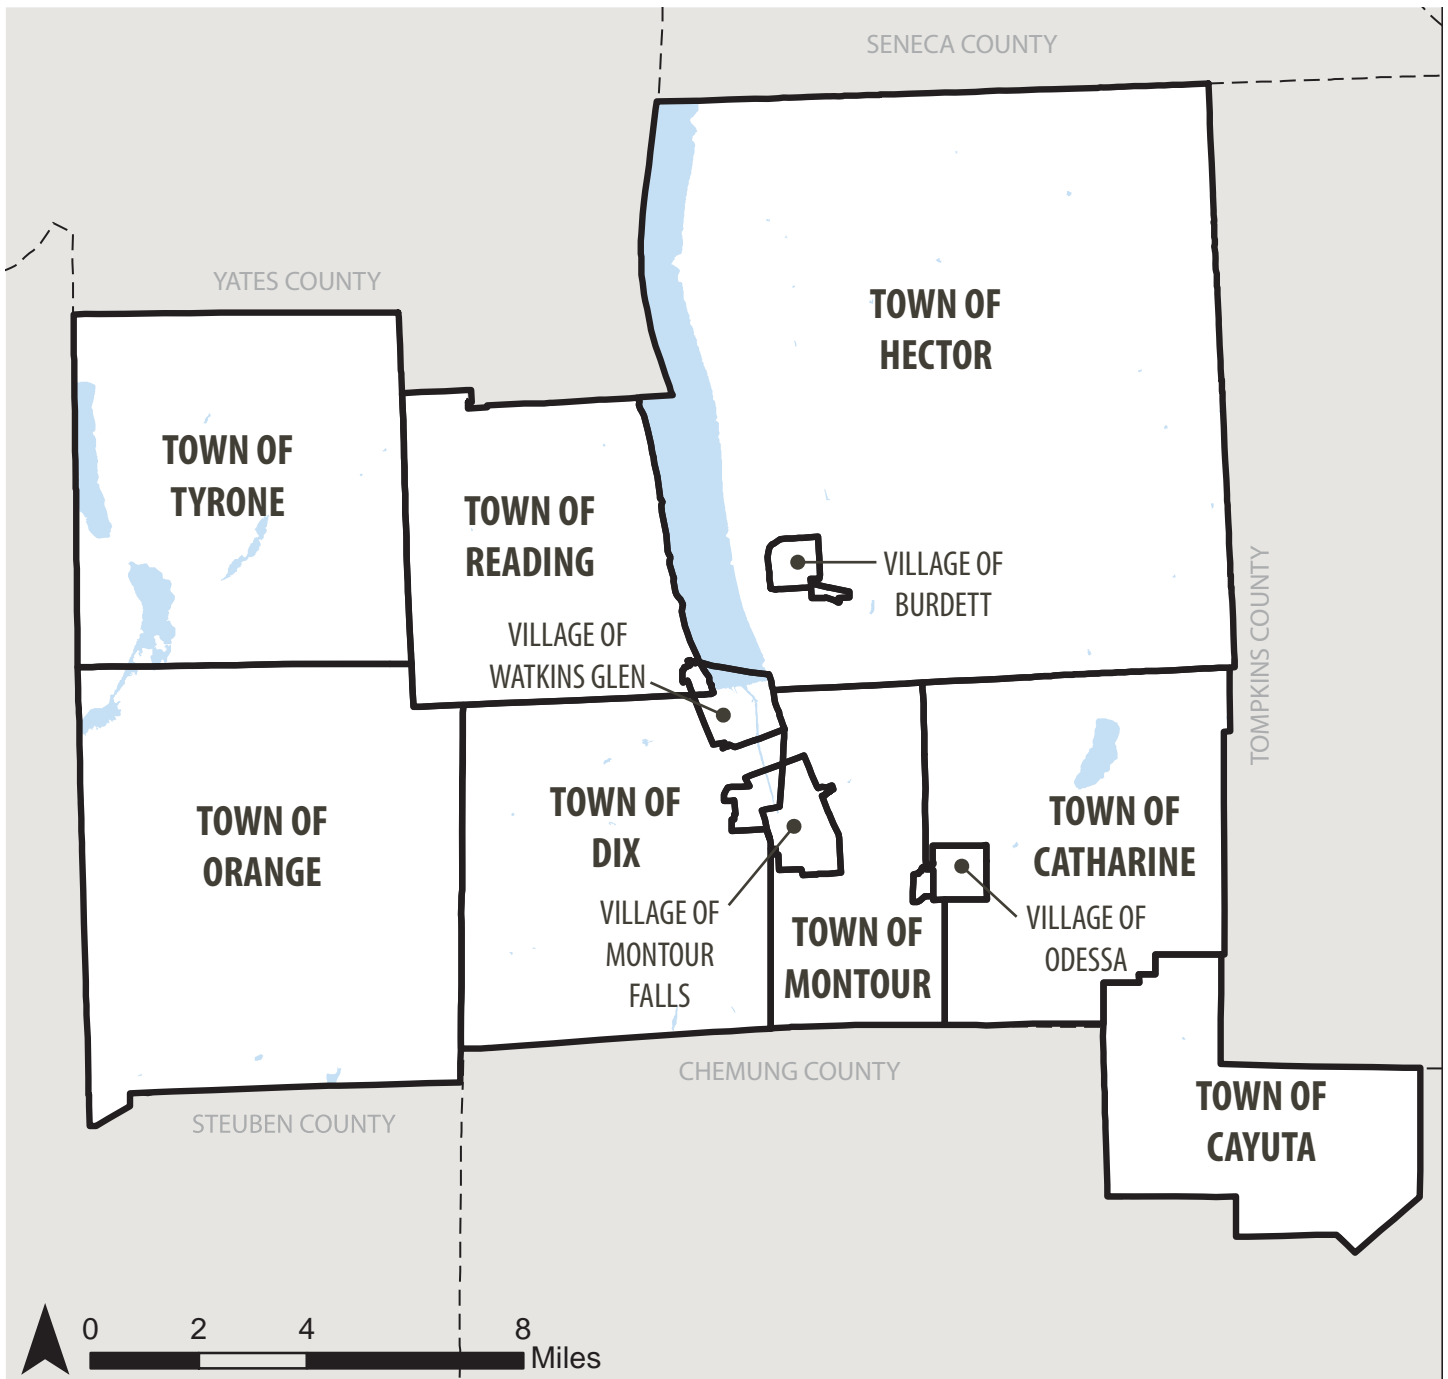 SENECA COUNTY
YATES COUNTY
TOWN OF
HECTOR
TOWN OF
TYRONE
TOWN OF
READING
VILLAGE OF
BURDETT
TOMPKINS COUNTY
VILLAGE OF
WATKINS GLEN
TOWN OF
ORANGE
TOWN OF
DIX
TOWN OF
CATHARINE
VILLAGE OF
MONTOUR
FALLS
TOWN OF
MONTOUR
VILLAGE OF
ODESSA
CHEMUNG COUNTY
STEUBEN COUNTY
TOWN OF
CAYUTA
0 2 4 8
Miles